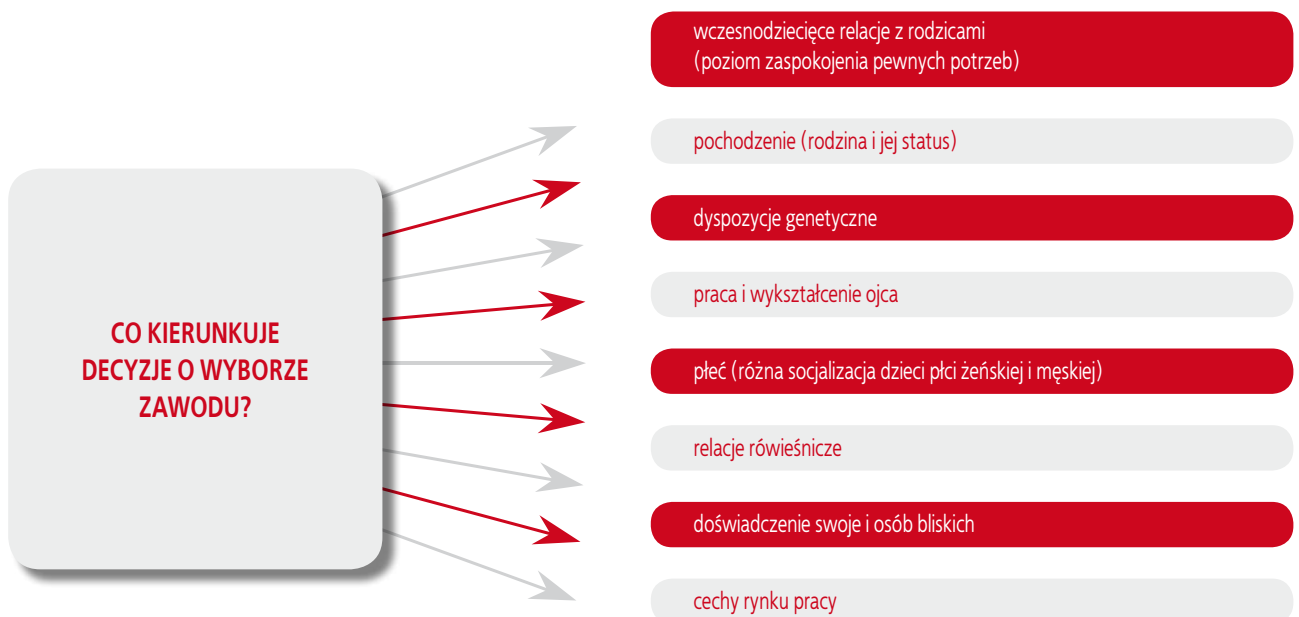 CO KIERUNKUJE
DECYZJE O WYBORZE
ZAWODU?
wczesnodziecięce relacje z rodzicami
(poziom zaspokojenia pewnych potrzeb)
pochodzenie (rodzina i jej status)
dyspozycje genetyczne
praca i wykształcenie ojca
płeć (różna socjalizacja dzieci płci żeńskiej i męskiej)
relacje rówieśnicze
doświadczenie swoje i osób bliskich
cechy rynku pracy